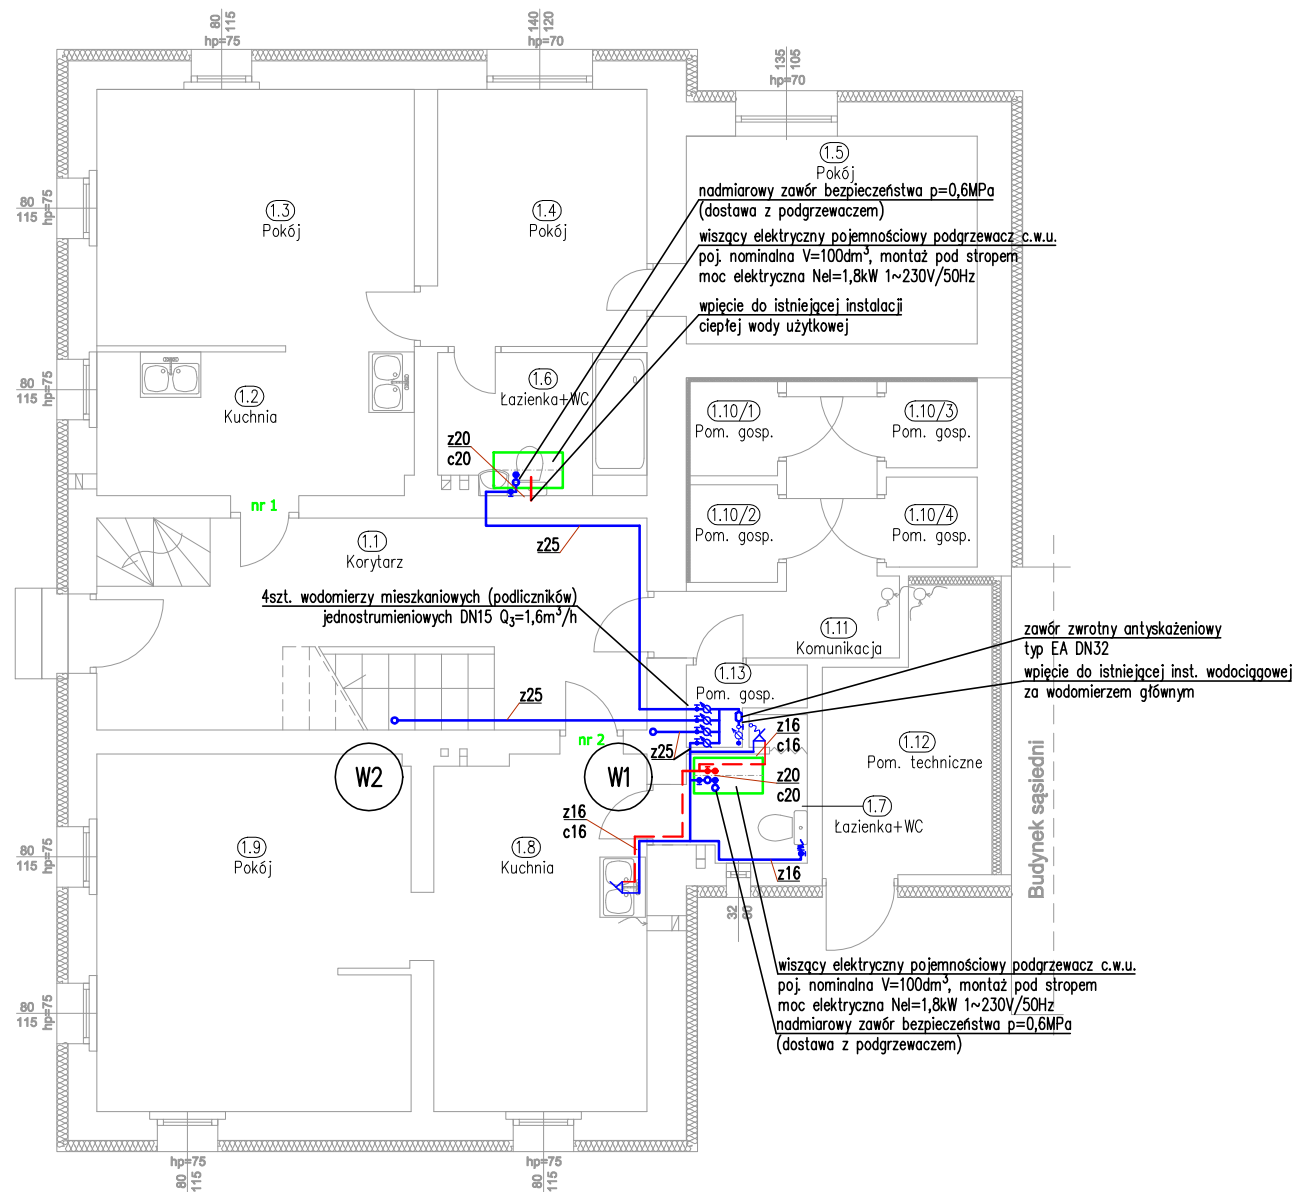 80
115
hp=75
140
120
hp=70
135
105
hp=70
80
115
hp=75
1.3
Pokój
1.4
Pokój
1.5
Pokój
nadmiarowy zawór bezpieczeństwa p=0,6MPa
(dostawa z podgrzewaczem)
wiszący elektryczny pojemnościowy podgrzewacz c.w.u.
poj. nominalna V=100dm³, montaż pod stropem
moc elektryczna Nel=1,8kW 1~230V/50Hz
wpięcie do istniejącej instalacji
ciepłej wody użytkowej
80
115
hp=75
1.2
Kuchnia
1.6
Łazienka+WC
1.10/1
Pom. gosp.
1.10/3
Pom. gosp.
z20
c20
nr 1
1.10/2
Pom. gosp.
1.10/4
Pom. gosp.
1.1
Korytarz
z25
4szt. wodomierzy mieszkaniowych (podliczników)
jednostrumieniowych DN15 Q₃=1,6m³/h
1.11
Komunikacja
zawór zwrotny antyskażeniowy
typ EA DN32
wpięcie do istniejącej inst. wodociągowej
za wodomierzem głównym
1.13
Pom. gosp.
z25
z16
c16
nr 2
z25
1.12
Pom. techniczne
W2
W1
z20
c20
z16
c16
1.7
Łazienka+WC
80
115
hp=75
1.9
Pokój
1.8
Kuchnia
z16
Budynek sąsiedni
32
60
wiszący elektryczny pojemnościowy podgrzewacz c.w.u.
poj. nominalna V=100dm³, montaż pod stropem
moc elektryczna Nel=1,8kW 1~230V/50Hz
nadmiarowy zawór bezpieczeństwa p=0,6MPa
(dostawa z podgrzewaczem)
80
115
hp=75
hp=75
80
115
hp=75
80
115